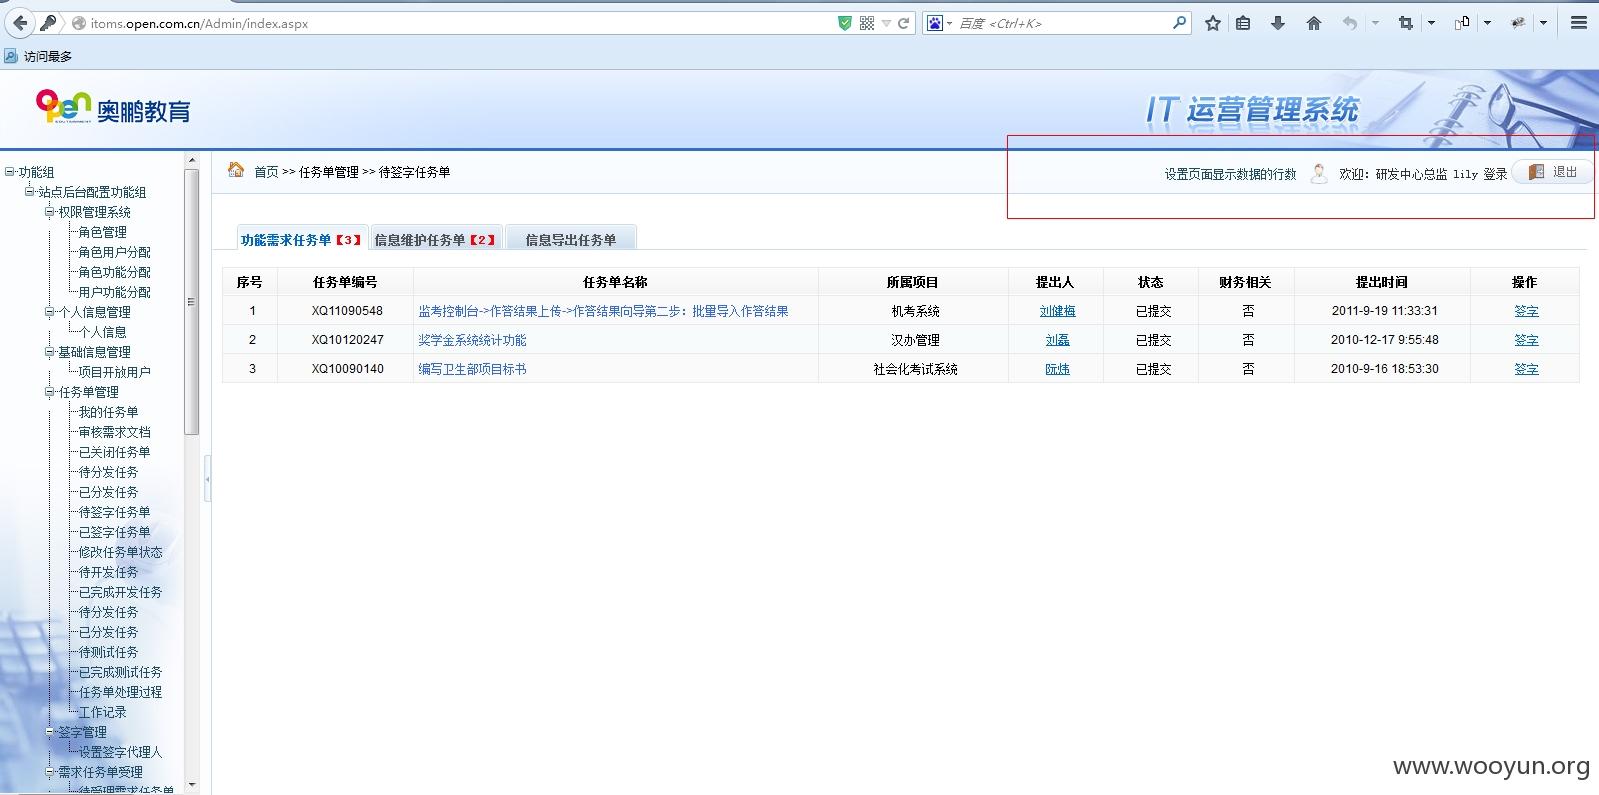 itoms.open.com.cn/Admin/index.aspx
百度 <Ctrl+K>
访问最多
open 奥鹏教育
IT 运营管理系统
首页 >> 任务单管理 >> 待签字任务单
设置页面显示数据的行数 欢迎：研发中心总监 lily 登录 退出
功能组
站点后台配置功能组
权限管理系统
角色管理
角色用户分配
角色功能分配
用户功能分配
个人信息管理
个人信息
基础信息管理
项目开放用户
任务单管理
我的任务单
审核需求文档
已关闭任务单
待分发任务
已分发任务
待签字任务单
已签字任务单
修改任务单状态
待开发任务
已完成开发任务
待分发任务
已分发任务
待测试任务
已完成测试任务
任务单处理过程
工作记录
签字管理
设置签字代理人
需求任务单受理
待受理需求任务单
功能需求任务单【3】 信息维护任务单【2】 信息导出任务单
序号 任务单编号 任务单名称 所属项目 提出人 状态 财务相关 提出时间 操作
1 XQ11090548 监考控制台->作答结果上传->作答结果向导第二步：批量导入作答结果 机考系统 刘健梅 已提交 否 2011-9-19 11:33:31 签字
2 XQ10120247 奖学金系统统计功能 汉办管理 刘磊 已提交 否 2010-12-17 9:55:48 签字
3 XQ10090140 编写卫生部项目标书 社会化考试系统 阮炜 已提交 否 2010-9-16 18:53:30 签字
www.wooyun.org